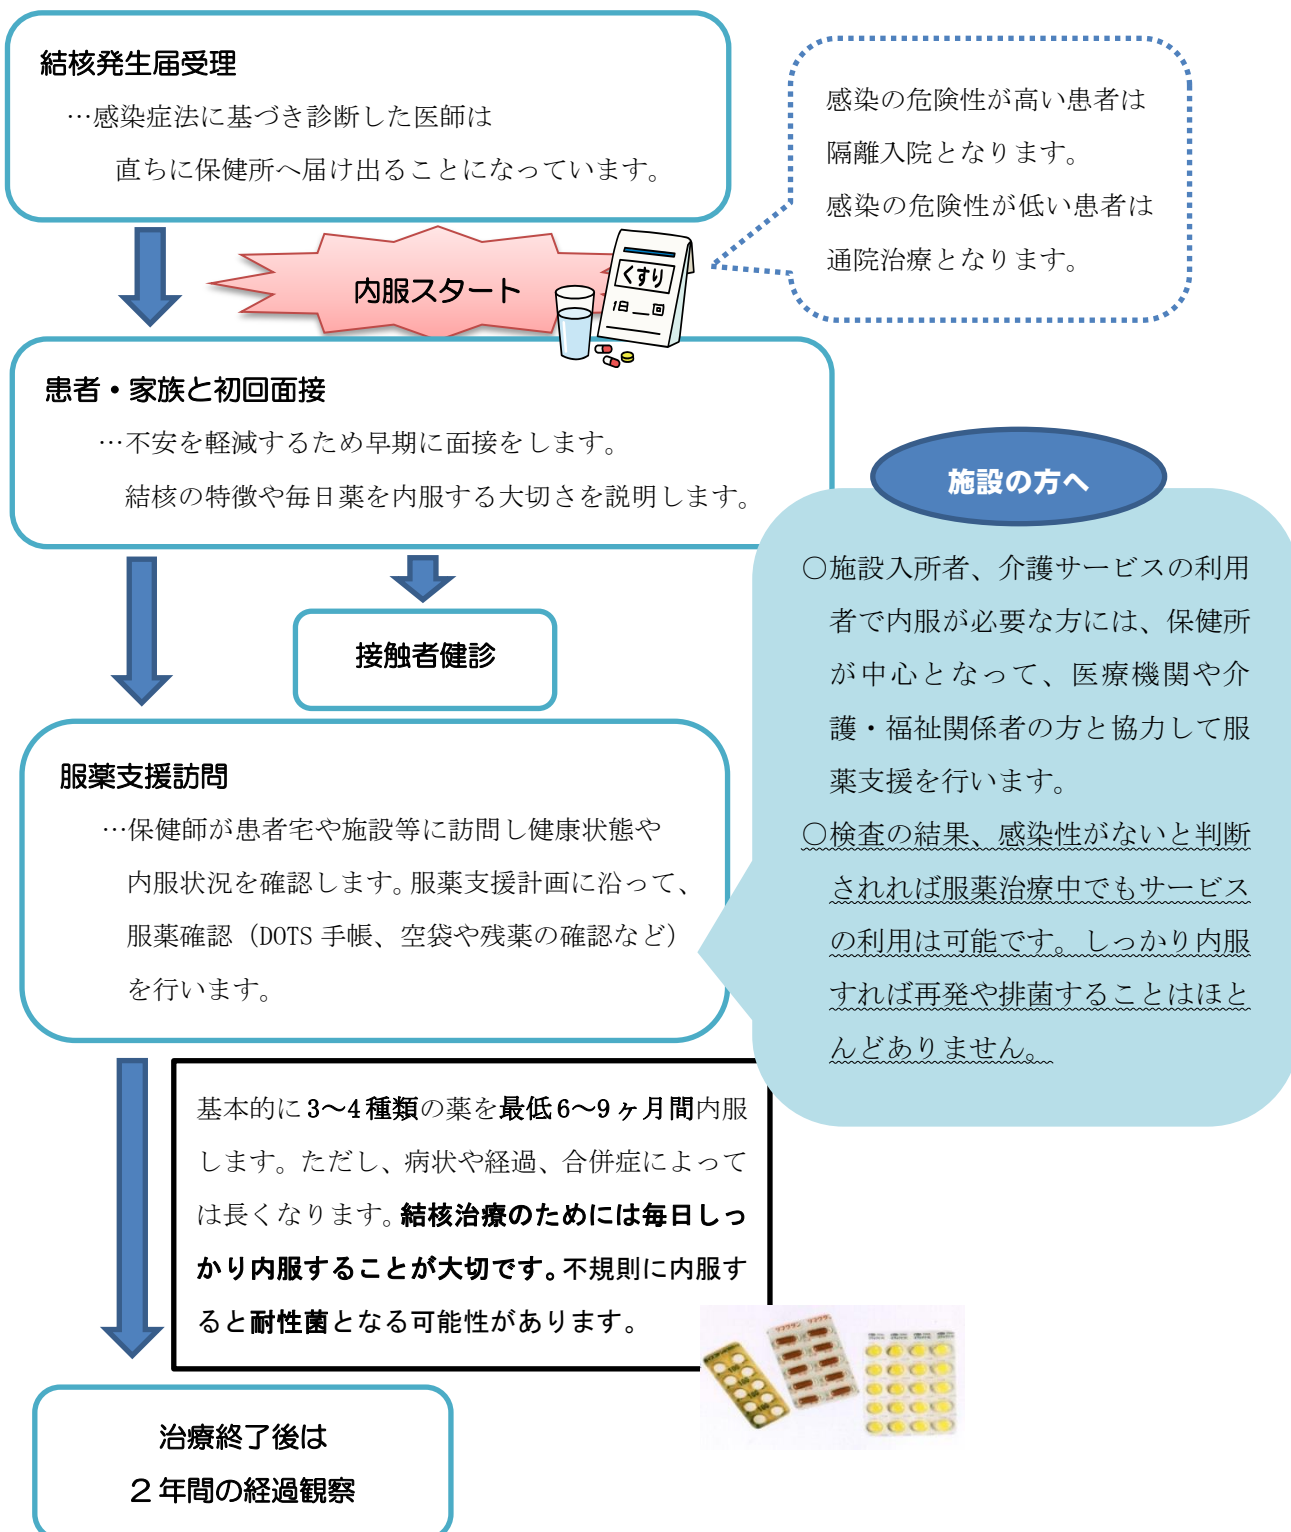 結核発生届受理
…感染症法に基づき診断した医師は
直ちに保健所へ届け出ることになっています。
感染の危険性が高い患者は
隔離入院となります。
感染の危険性が低い患者は
通院治療となります。
内服スタート
くすり
1日__回
患者・家族と初回面接
…不安を軽減するため早期に面接をします。
結核の特徴や毎日薬を内服する大切さを説明します。
接触者健診
施設の方へ
○施設入所者、介護サービスの利用
者で内服が必要な方には、保健所
が中心となって、医療機関や介
護・福祉関係者の方と協力して服
薬支援を行います。
○検査の結果、感染性がないと判断
されれば服薬治療中でもサービス
の利用は可能です。しっかり内服
すれば再発や排菌することはほと
んどありません。
服薬支援訪問
…保健師が患者宅や施設等に訪問し健康状態や
内服状況を確認します。服薬支援計画に沿って、
服薬確認（DOTS 手帳、空袋や残薬の確認など）
を行います。
基本的に3～4種類の薬を最低6～9ヶ月間内服
します。ただし、病状や経過、合併症によって
は長くなります。結核治療のためには毎日しっ
かり内服することが大切です。不規則に内服す
ると耐性菌となる可能性があります。
治療終了後は
２年間の経過観察